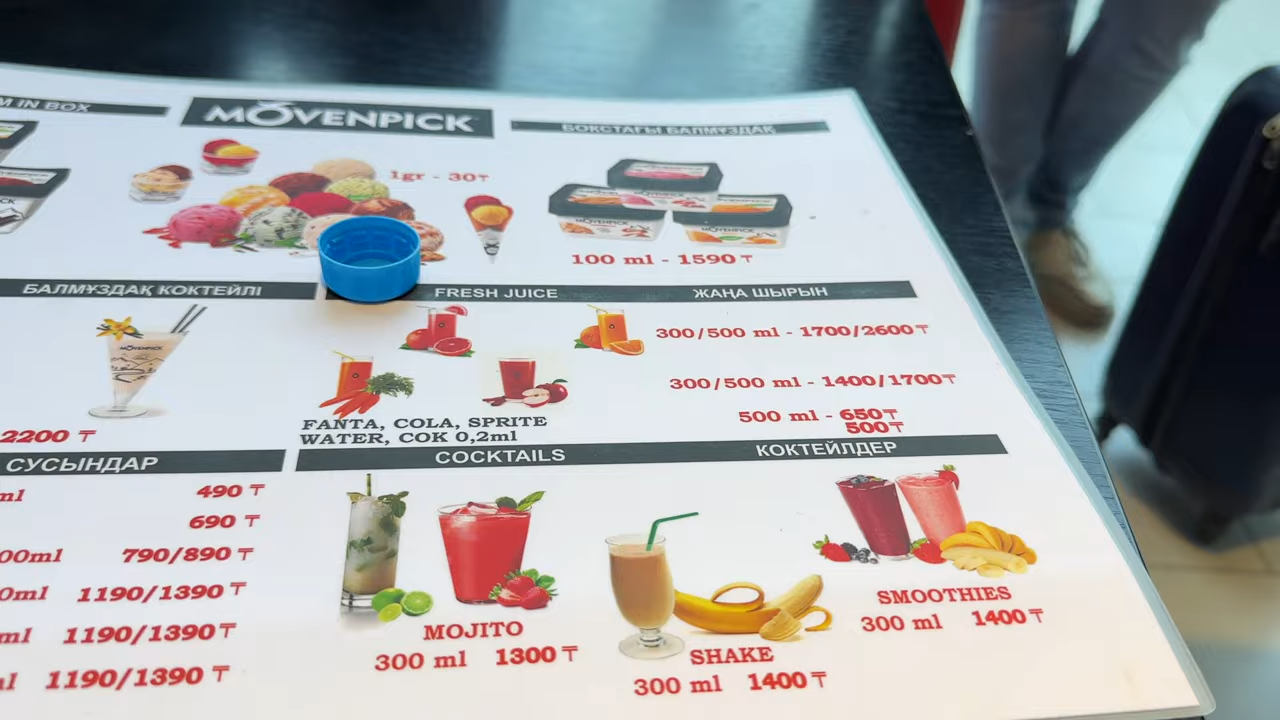 M IN BOX
MÖVENPICK
БОКСТАҒЫ БАЛМҰЗДАҚ
1gr - 30₸
MÖVENPICK
MÖVENPICK
100 ml - 1590 ₸
БАЛМҰЗДАҚ КОКТЕЙЛІ
FRESH JUICE
ЖАҢА ШЫРЫН
MÖVENPICK
300/500 ml - 1700/2600₸
300/500 ml - 1400/1700₸
FANTA, COLA, SPRITE
500 ml - 650₸
WATER, COK 0,2ml
500₸
2200 ₸
СУСЫНДАР
COCKTAILS
КОКТЕЙЛДЕР
ml 490 ₸
690 ₸
00ml 790/890 ₸
0ml 1190/1390 ₸
ml 1190/1390 ₸
l 1190/1390 ₸
MOJITO
300 ml 1300 ₸
SHAKE
300 ml 1400 ₸
SMOOTHIES
300 ml 1400 ₸